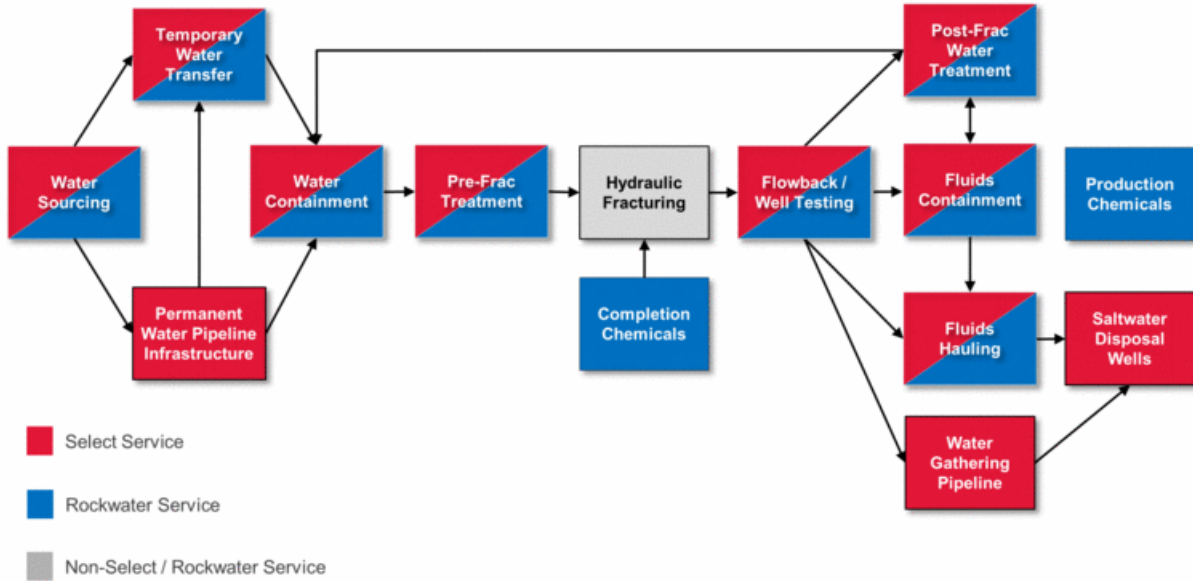 Temporary
Water
Transfer
Post-Frac
Water
Treatment
Water
Sourcing
Water
Containment
Pre-Frac
Treatment
Hydraulic
Fracturing
Flowback /
Well Testing
Fluids
Containment
Production
Chemicals
Permanent
Water Pipeline
Infrastructure
Completion
Chemicals
Fluids
Hauling
Saltwater
Disposal
Wells
Water
Gathering
Pipeline
Select Service
Rockwater Service
Non-Select / Rockwater Service